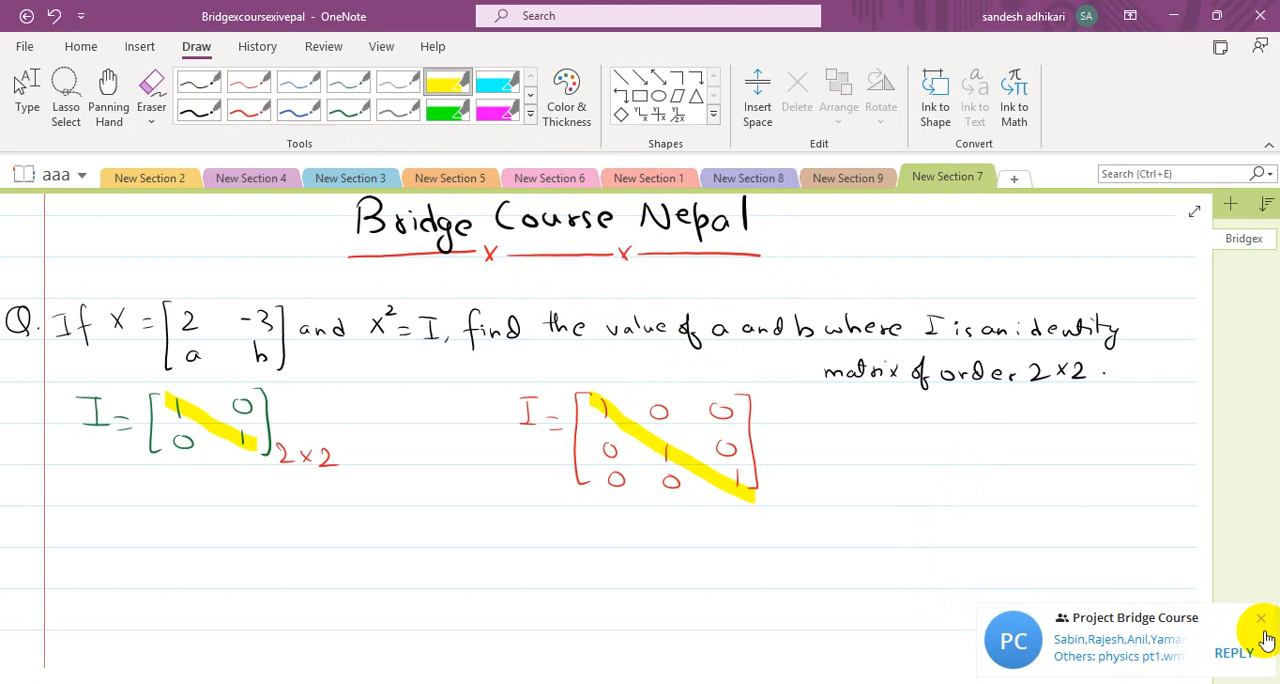 Bridgexcoursexivepal - OneNote
Search
sandesh adhikari SA
File Home Insert Draw History Review View Help
Type Lasso Select Panning Hand Eraser
Color & Thickness
Insert Space Delete Arrange Rotate
Ink to Shape Ink to Text Ink to Math
Tools Shapes Edit Convert
aaa New Section 2 New Section 4 New Section 3 New Section 5 New Section 6 New Section 1 New Section 8 New Section 9 New Section 7 + Search (Ctrl+E)
Bridgex
Bridge Course Nepal
x x
Q. If X = [2 -3
a b] and x² = I, find the value of a and b where I is an identity
matrix of order 2×2.
I = [1 0
0 1] 2×2
I = [1 0 0
0 1 0
0 0 1]
Project Bridge Course
PC
Sabin,Rajesh,Anil,Yaman
Others: physics pt1.wmv
REPLY